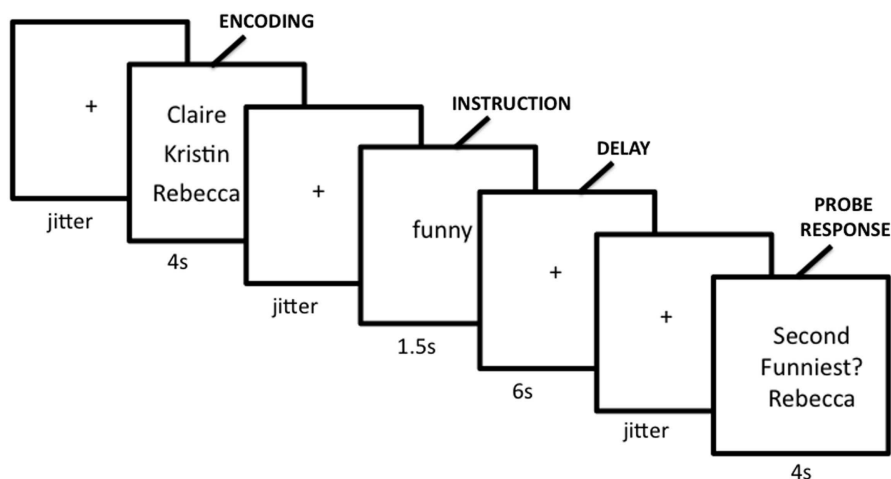 ENCODING
+
Claire
Kristin
Rebecca
jitter
4s
INSTRUCTION
+
jitter
funny
1.5s
DELAY
+
6s
+
jitter
PROBE
RESPONSE
Second
Funniest?
Rebecca
4s